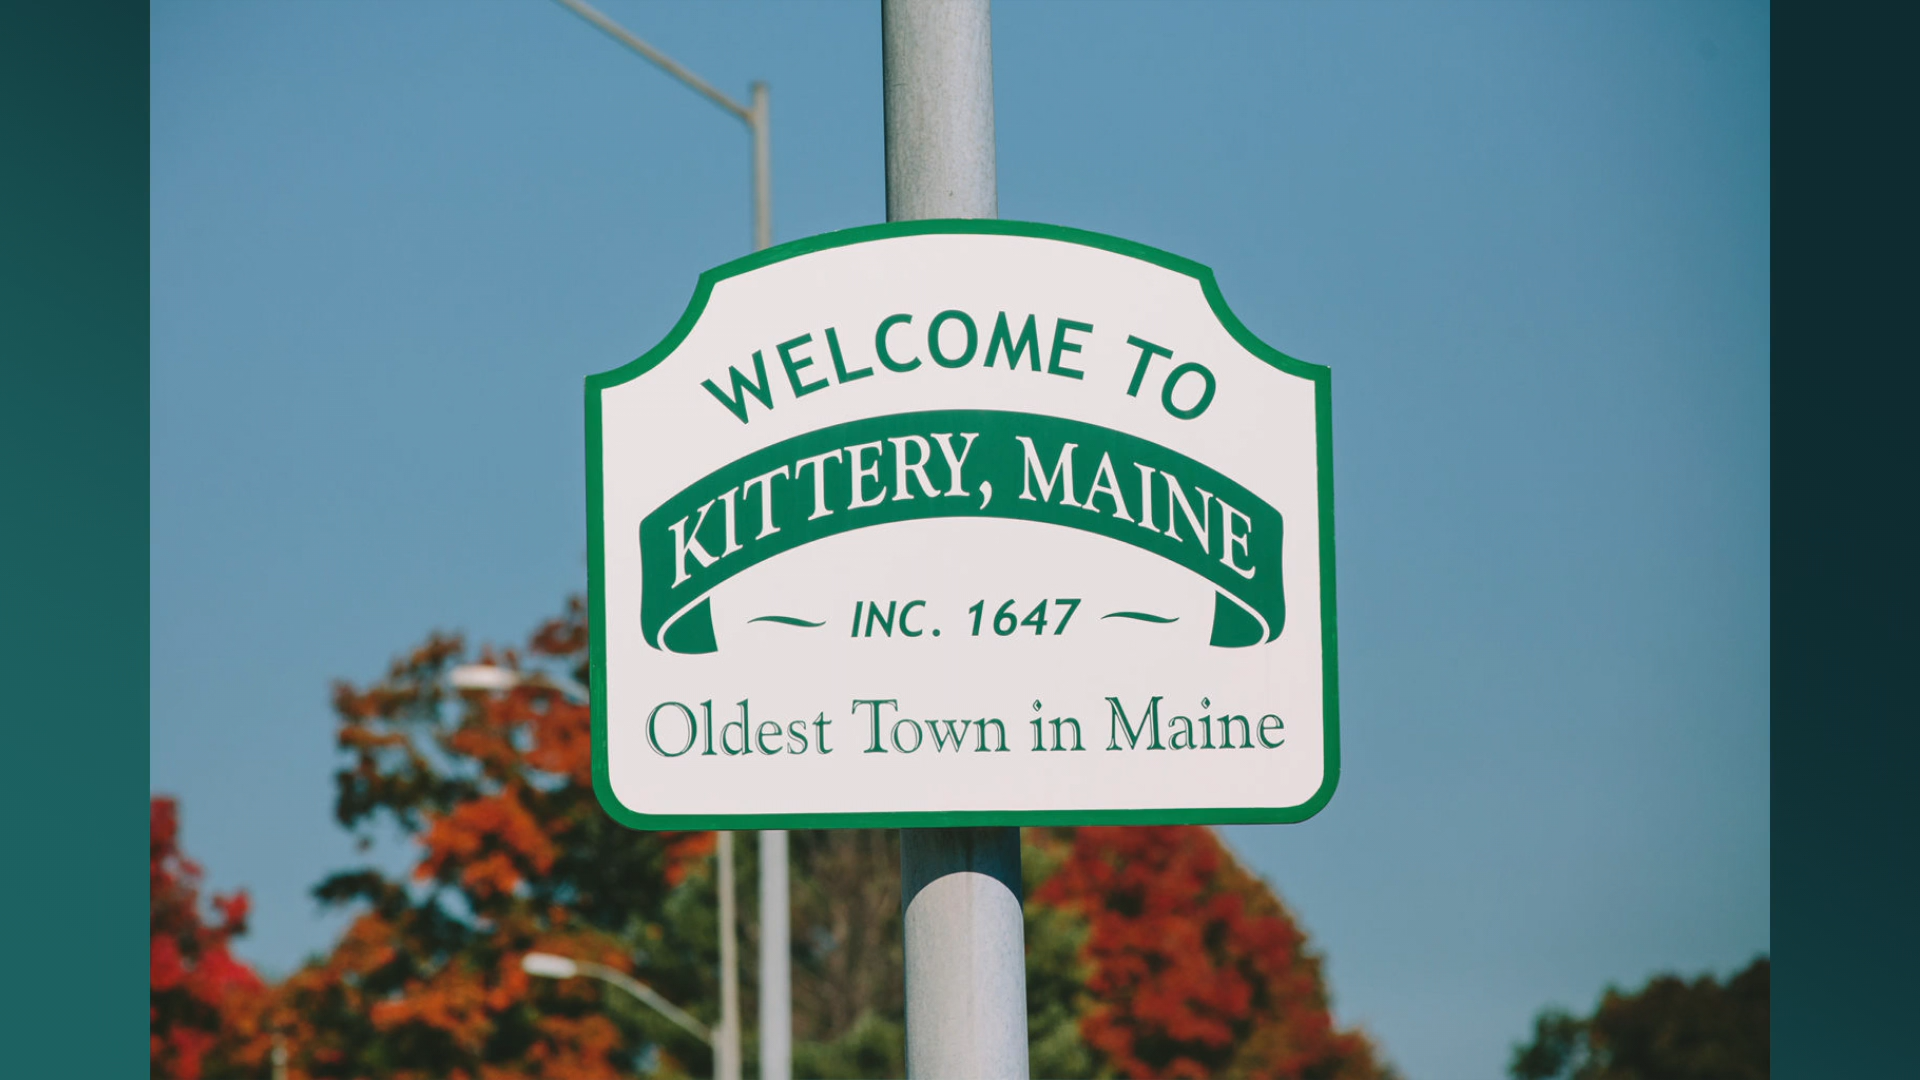 WELCOME TO
KITTERY, MAINE
INC. 1647
Oldest Town in Maine